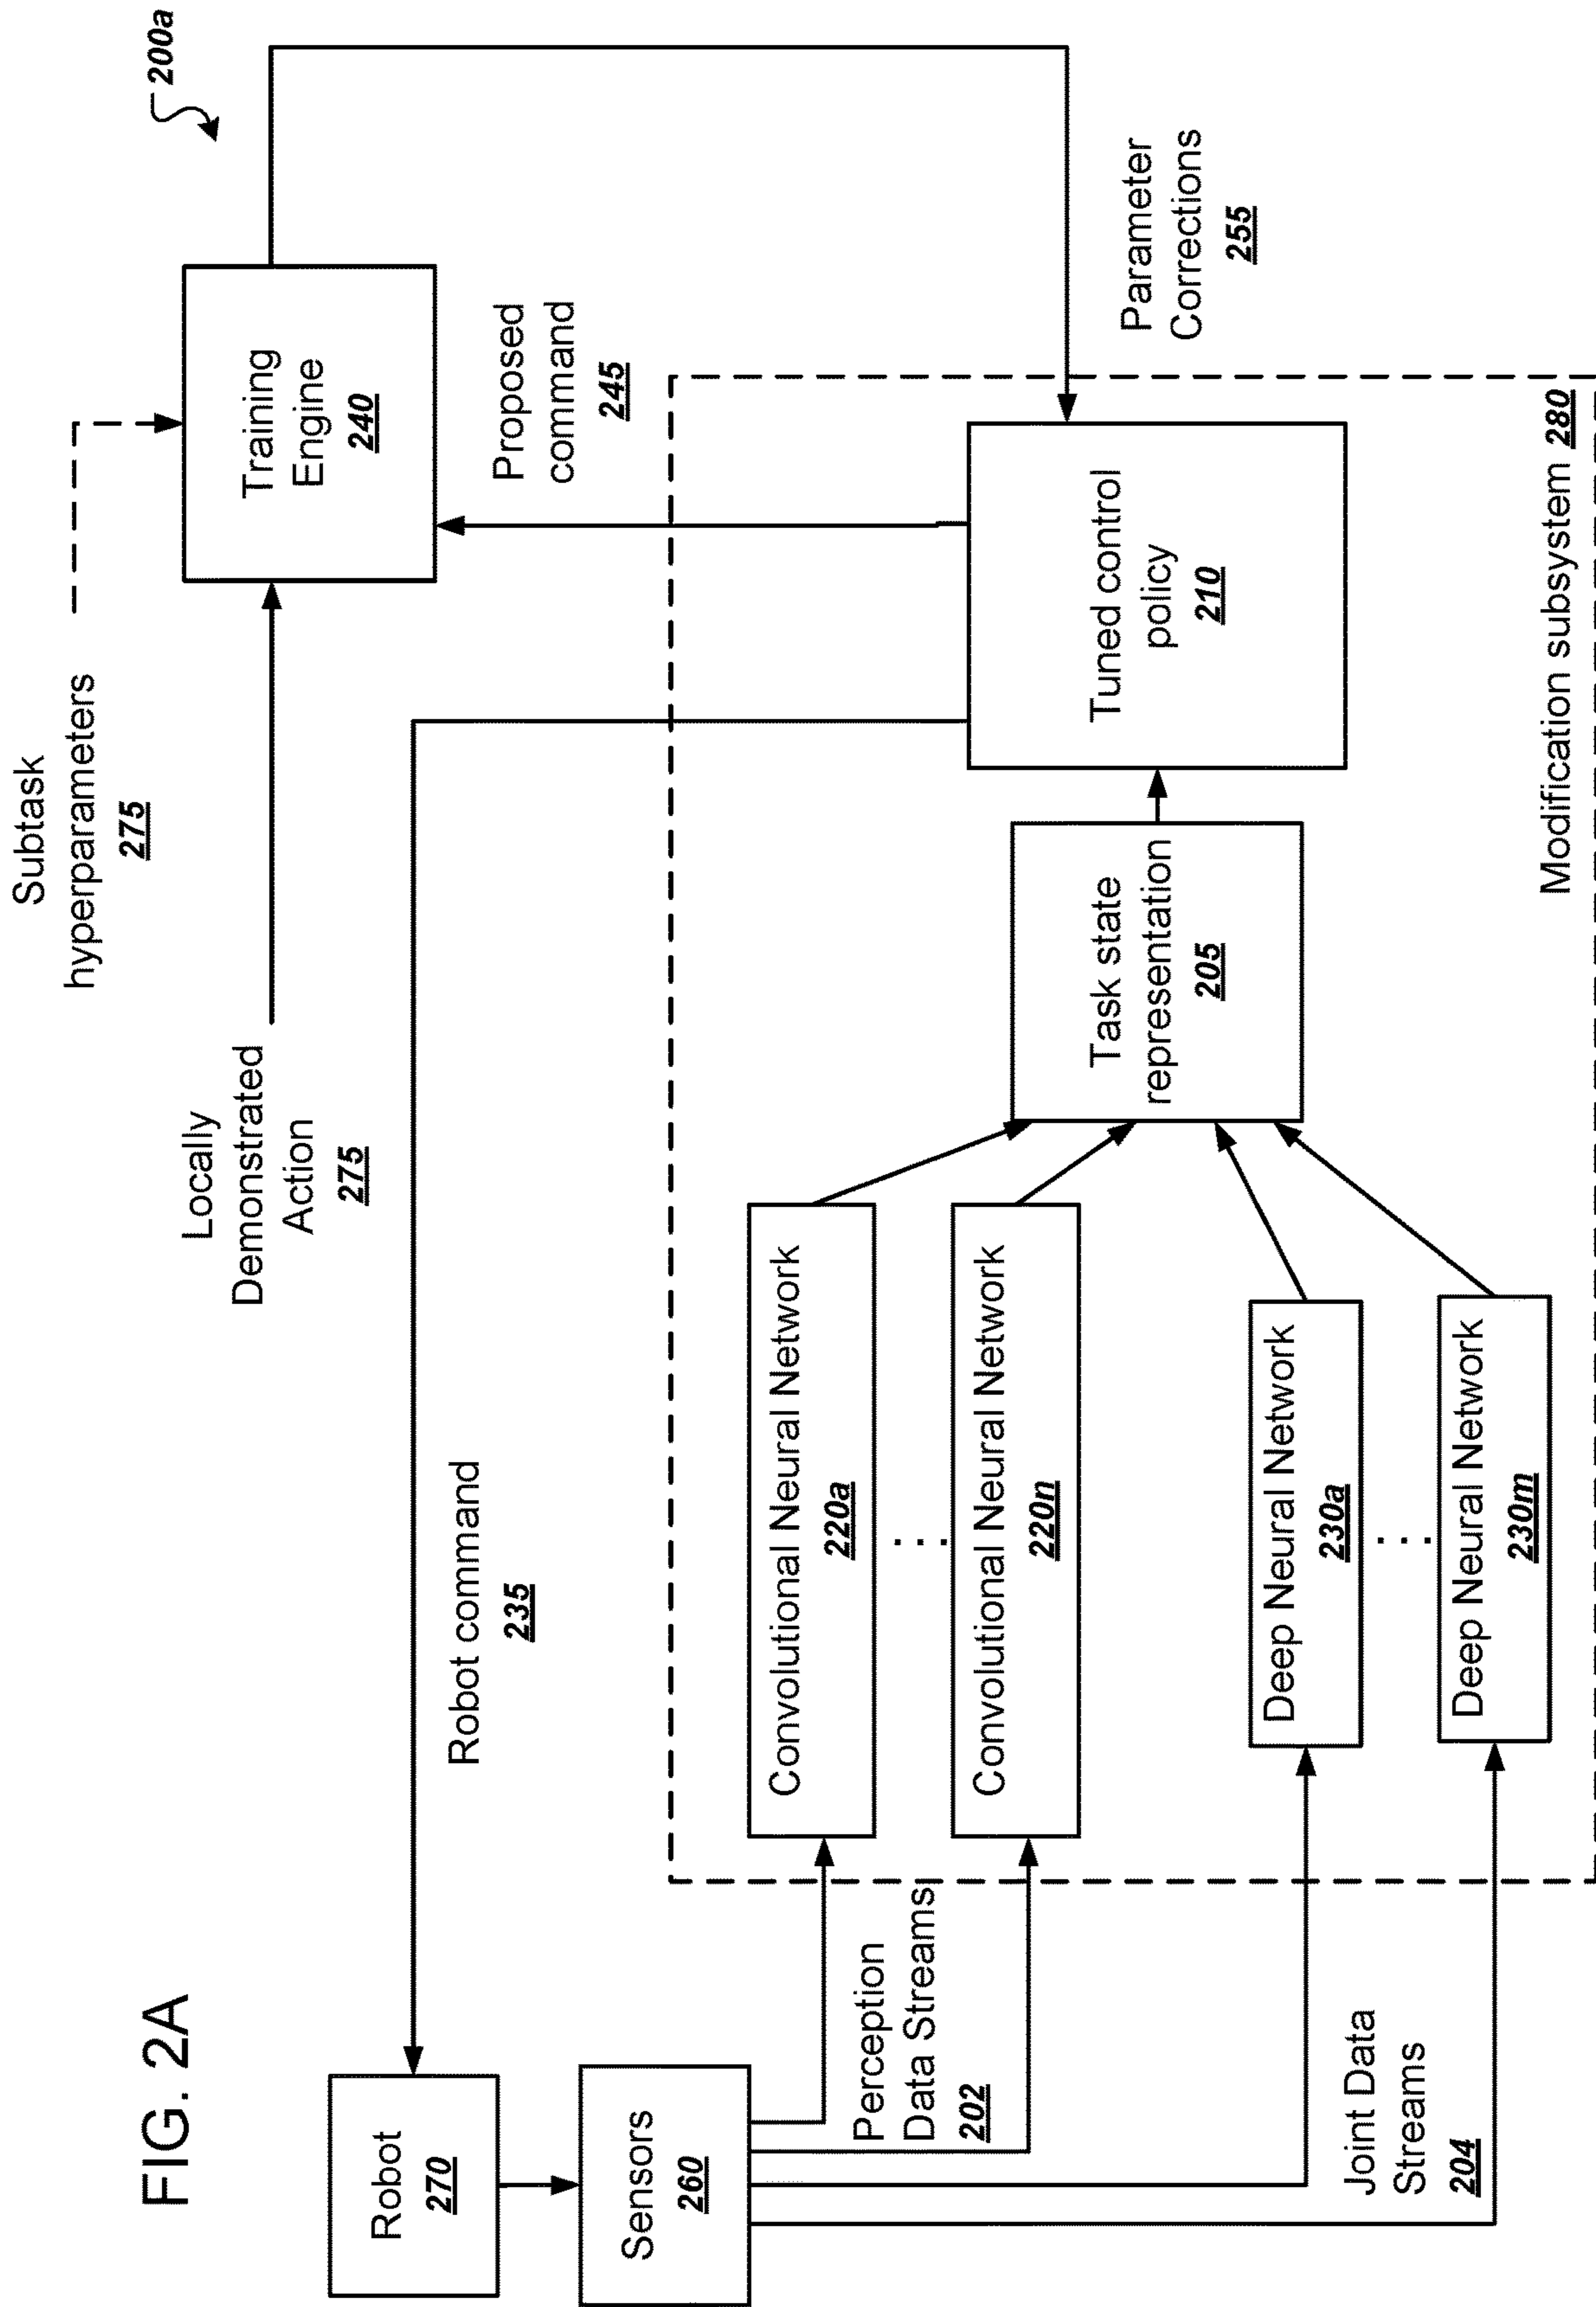 FIG. 2A
200a
Subtask
hyperparameters
275
Locally
Demonstrated
Action
275
Training
Engine
240
Robot
270
Robot command
235
Proposed
command
245
Sensors
260
Perception
Data Streams
202
Joint Data
Streams
204
Convolutional Neural Network
220a
. . .
Convolutional Neural Network
220n
Deep Neural Network
230a
. . .
Deep Neural Network
230m
Task state
representation
205
Tuned control
policy
210
Parameter
Corrections
255
Modification subsystem 280